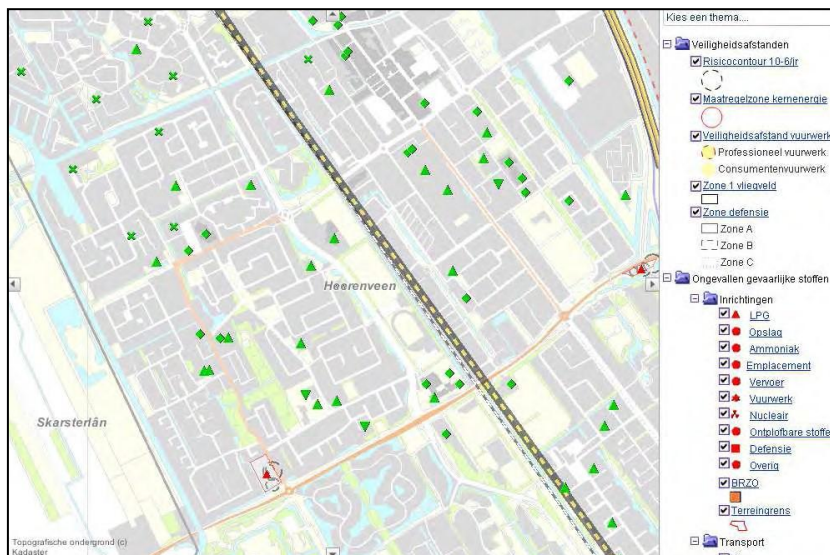 Kies een thema....
Veiligheidsafstanden
Risicocontour 10-6/jr
Maatregelzone kernenergie
Veiligheidsafstand vuurwerk
Professioneel vuurwerk
Consumentenvuurwerk
Zone 1 vliegveld
Zone defensie
Zone A
Zone B
Zone C
Ongevallen gevaarlijke stoffen
Inrichtingen
LPG
Opslag
Ammoniak
Emplacement
Vervoer
Vuurwerk
Nucleair
Ontplofbare stoffe
Defensie
Overig
BRZO
Terreingrens
Transport
Heerenveen
Skarsterlân
Topografische ondergrond (c)
Kadaster